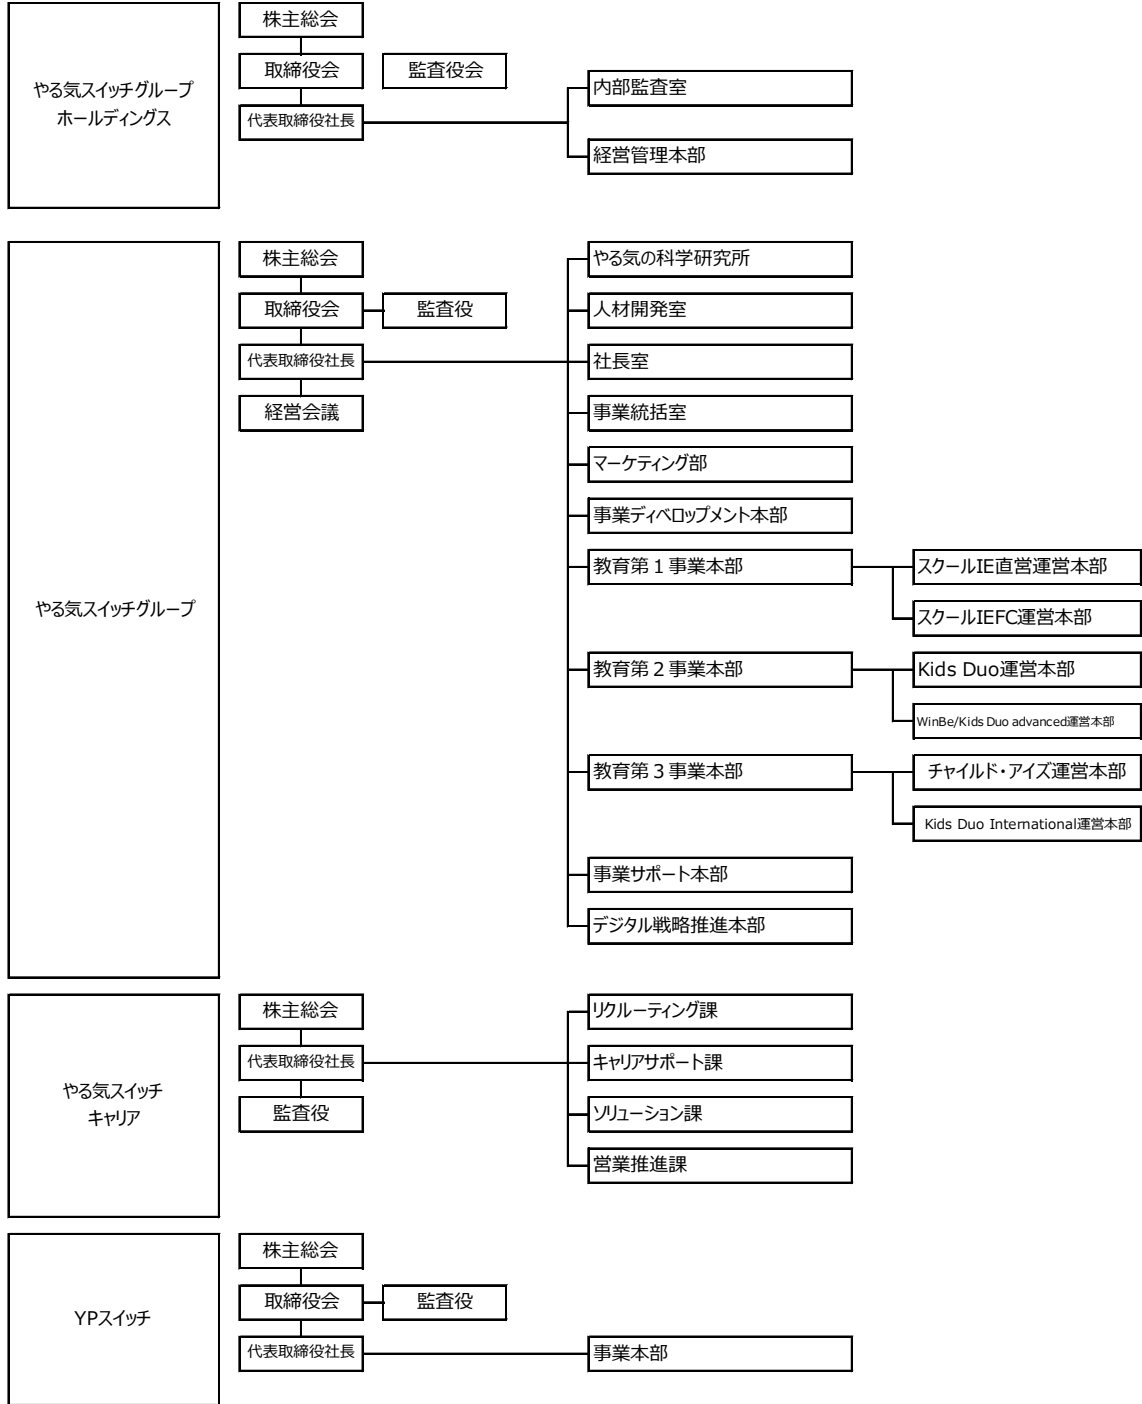 やる気スイッチグループ
ホールディングス
株主総会
取締役会
監査役会
代表取締役社長
内部監査室
経営管理本部
やる気スイッチグループ
株主総会
取締役会
監査役
代表取締役社長
経営会議
やる気の科学研究所
人材開発室
社長室
事業統括室
マーケティング部
事業ディベロップメント本部
教育第１事業本部
スクールIE直営運営本部
スクールIEFC運営本部
教育第２事業本部
Kids Duo運営本部
WinBe/Kids Duo advanced運営本部
教育第３事業本部
チャイルド・アイズ運営本部
Kids Duo International運営本部
事業サポート本部
デジタル戦略推進本部
やる気スイッチ
キャリア
株主総会
代表取締役社長
監査役
リクルーティング課
キャリアサポート課
ソリューション課
営業推進課
YPスイッチ
株主総会
取締役会
監査役
代表取締役社長
事業本部